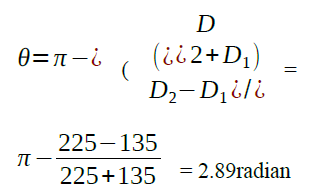 D
θ=π−¿ ( (¿¿2+D₁) =
D₂−D₁¿/¿
π− 225−135 / 225+135 = 2.89radian